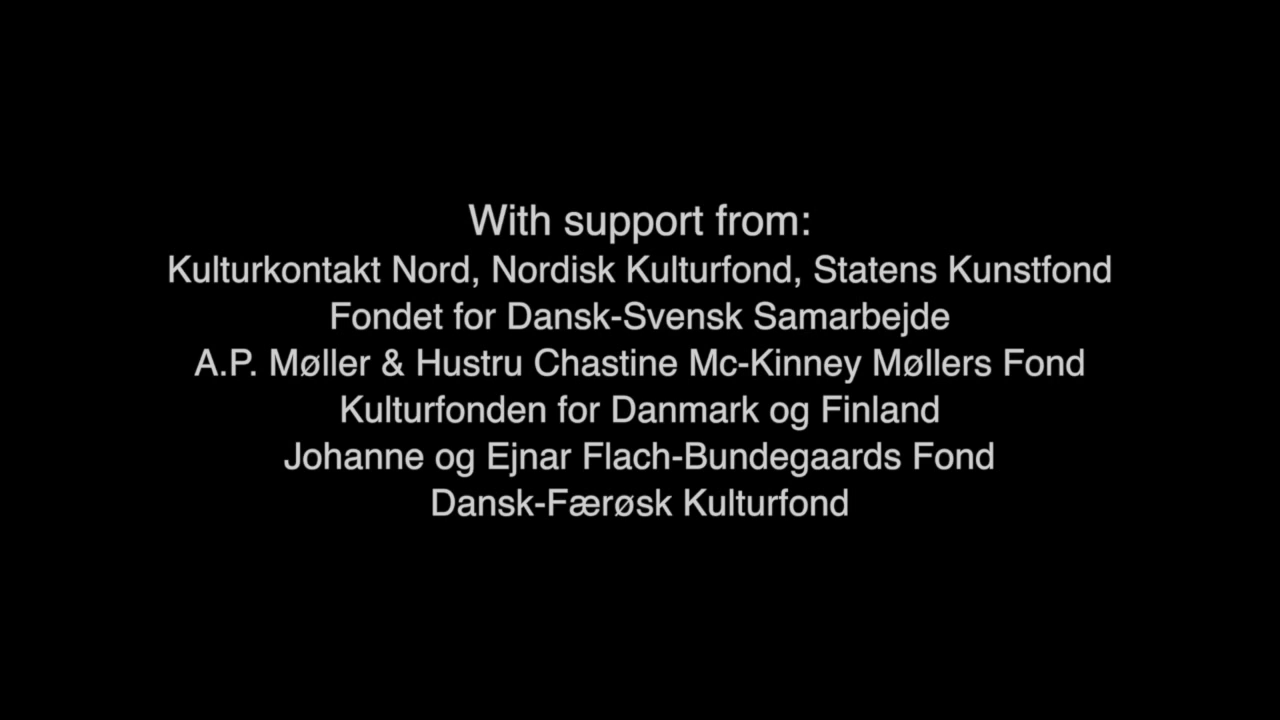 With support from:
Kulturkontakt Nord, Nordisk Kulturfond, Statens Kunstfond
Fondet for Dansk-Svensk Samarbejde
A.P. Møller & Hustru Chastine Mc-Kinney Møllers Fond
Kulturfonden for Danmark og Finland
Johanne og Ejnar Flach-Bundegaards Fond
Dansk-Færøsk Kulturfond